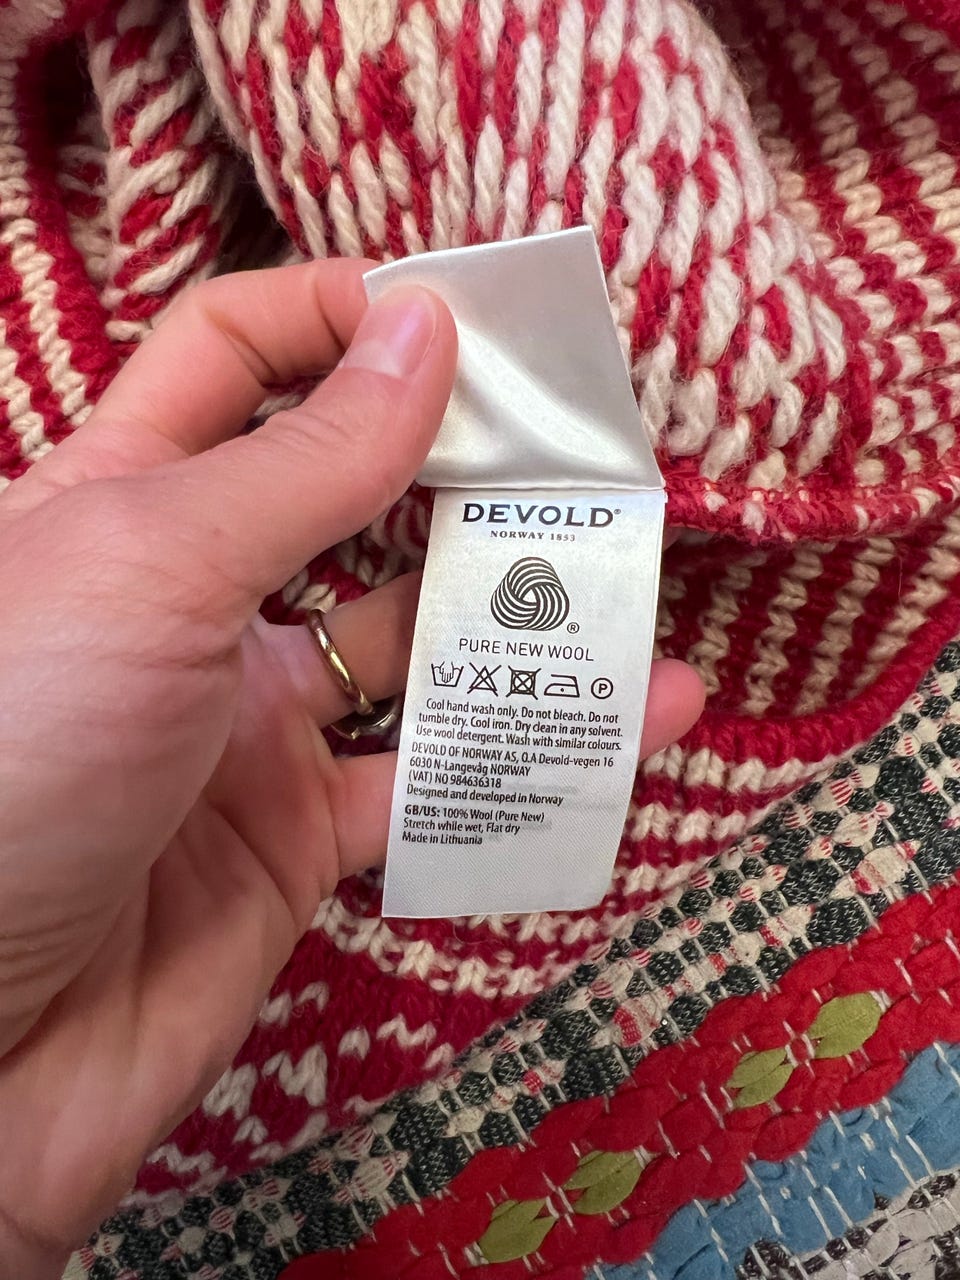 DEVOLD®
NORWAY 1853
®
PURE NEW WOOL
P
Cool hand wash only. Do not bleach. Do not
tumble dry. Cool iron. Dry clean in any solvent.
Use wool detergent. Wash with similar colours.
DEVOLD OF NORWAY AS, O.A Devold-vegen 16
6030 N-Langevåg NORWAY
(VAT) NO 984636318
Designed and developed in Norway
GB/US: 100% Wool (Pure New)
Stretch while wet, Flat dry
Made in Lithuania